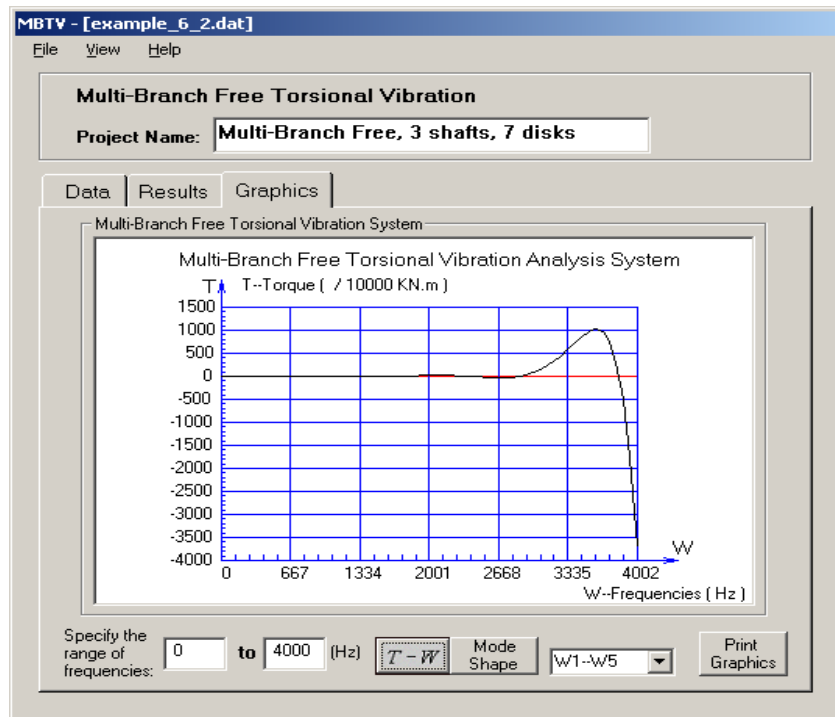 MBTV - [example_6_2.dat]
File View Help
Multi-Branch Free Torsional Vibration
Project Name: Multi-Branch Free, 3 shafts, 7 disks
Data Results Graphics
Multi-Branch Free Torsional Vibration System
Multi-Branch Free Torsional Vibration Analysis System
T T--Torque ( / 10000 KN.m )
1500
1000
500
0
-500
-1000
-1500
-2000
-2500
-3000
-3500
-4000
W
0 667 1334 2001 2668 3335 4002
W--Frequencies ( Hz )
Specify the
range of
frequencies:
0 to 4000 (Hz)
T - W
Mode
Shape
W1--W5
Print
Graphics